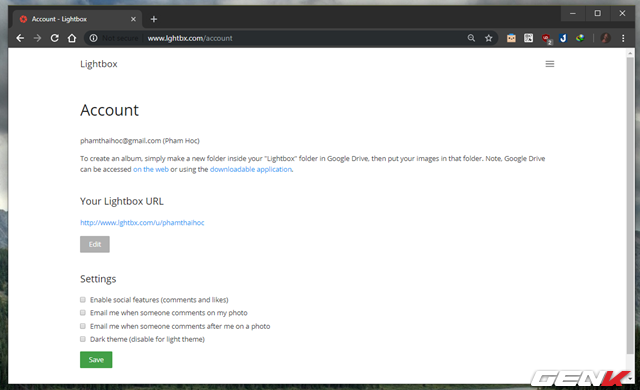 Account - Lightbox
Not secure
www.lghtbx.com/account
Lightbox
Account
phamthaihoc@gmail.com (Pham Hoc)
To create an album, simply make a new folder inside your "Lightbox" folder in Google Drive, then put your images in that folder. Note, Google Drive
can be accessed on the web or using the downloadable application.
Your Lightbox URL
http://www.lghtbx.com/u/phamthaihoc
Edit
Settings
Enable social features (comments and likes)
Email me when someone comments on my photo
Email me when someone comments after me on a photo
Dark theme (disable for light theme)
Save
GENK